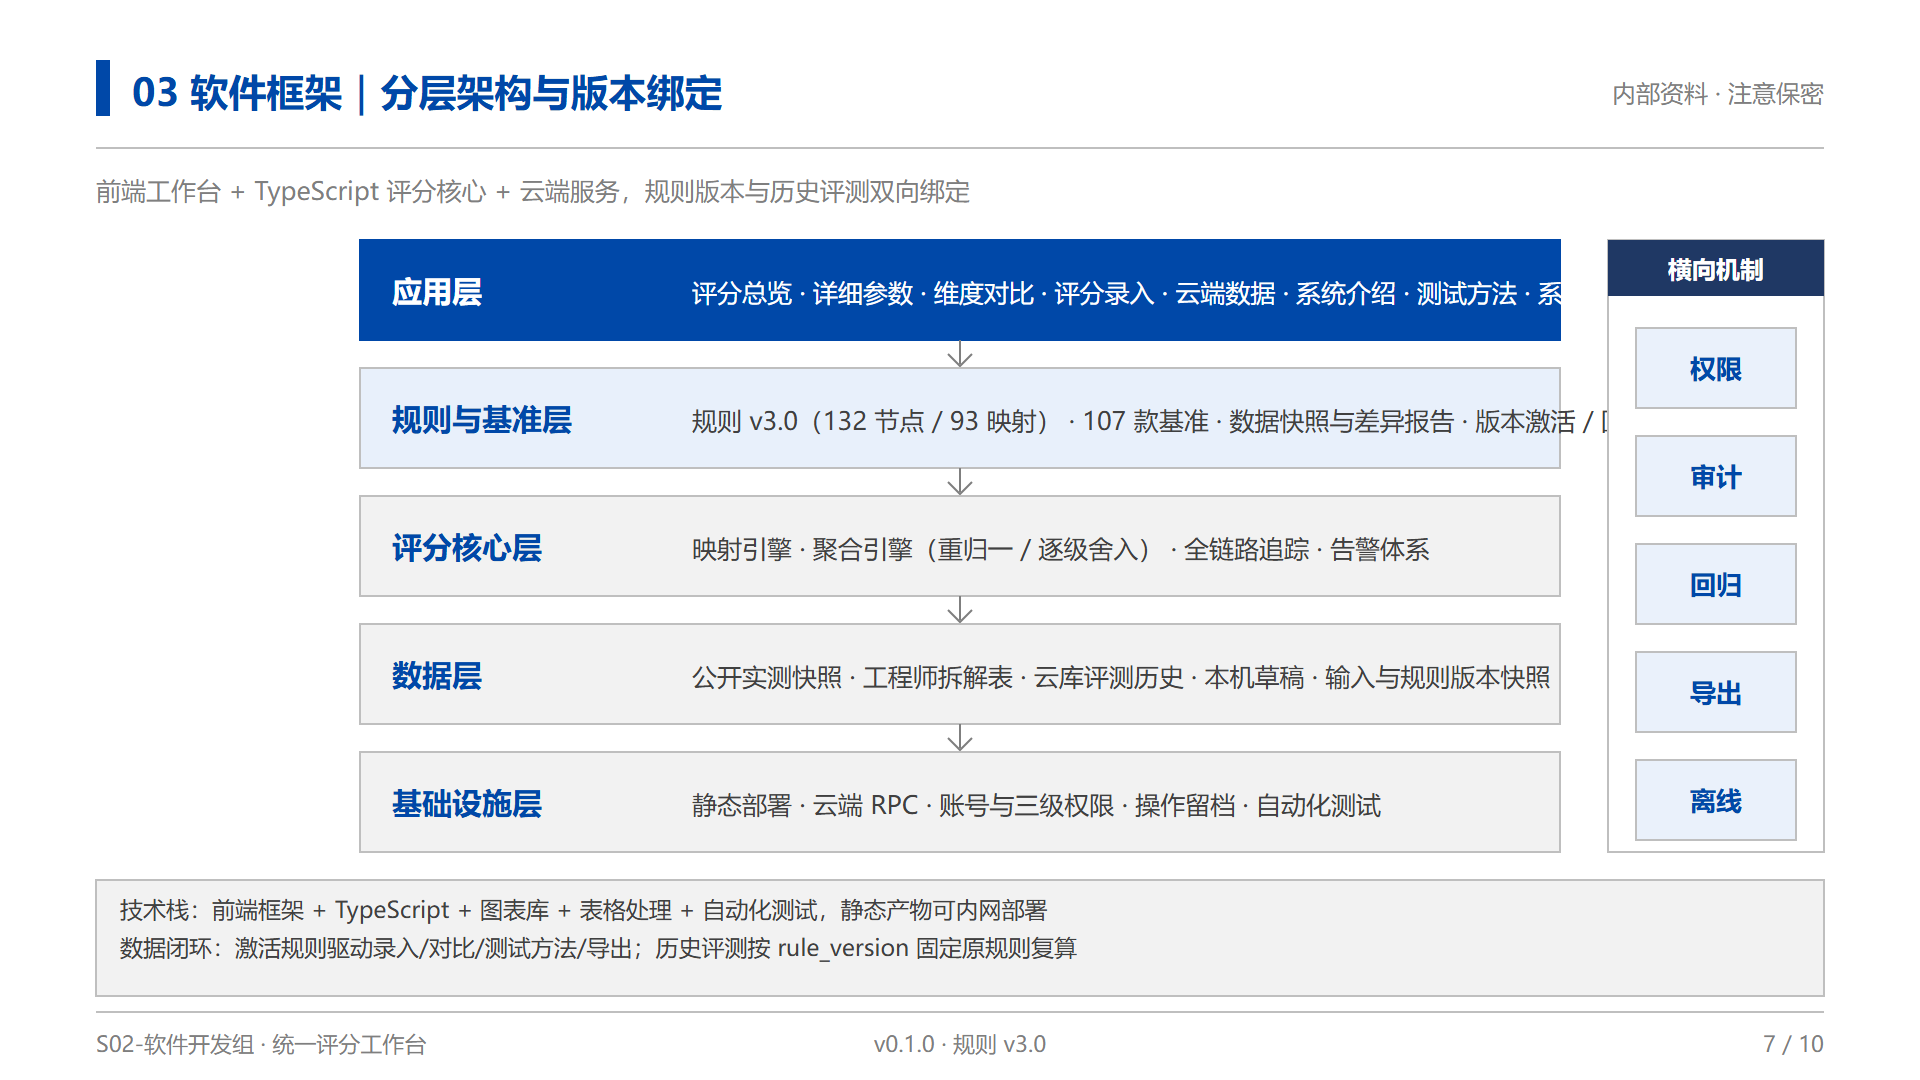 03 软件框架｜分层架构与版本绑定
内部资料 · 注意保密
前端工作台 + TypeScript 评分核心 + 云端服务，规则版本与历史评测双向绑定
应用层
评分总览 · 详细参数 · 维度对比 · 评分录入 · 云端数据 · 系统介绍 · 测试方法 · 系
规则与基准层
规则 v3.0（132 节点 / 93 映射） · 107 款基准 · 数据快照与差异报告 · 版本激活 /
评分核心层
映射引擎 · 聚合引擎（重归一 / 逐级舍入） · 全链路追踪 · 告警体系
数据层
公开实测快照 · 工程师拆解表 · 云库评测历史 · 本机草稿 · 输入与规则版本快照
基础设施层
静态部署 · 云端 RPC · 账号与三级权限 · 操作留档 · 自动化测试
横向机制
权限
审计
回归
导出
离线
技术栈：前端框架 + TypeScript + 图表库 + 表格处理 + 自动化测试，静态产物可内网部署
数据闭环：激活规则驱动录入/对比/测试方法/导出；历史评测按 rule_version 固定原规则复算
S02-软件开发组 · 统一评分工作台
v0.1.0 · 规则 v3.0
7 / 10